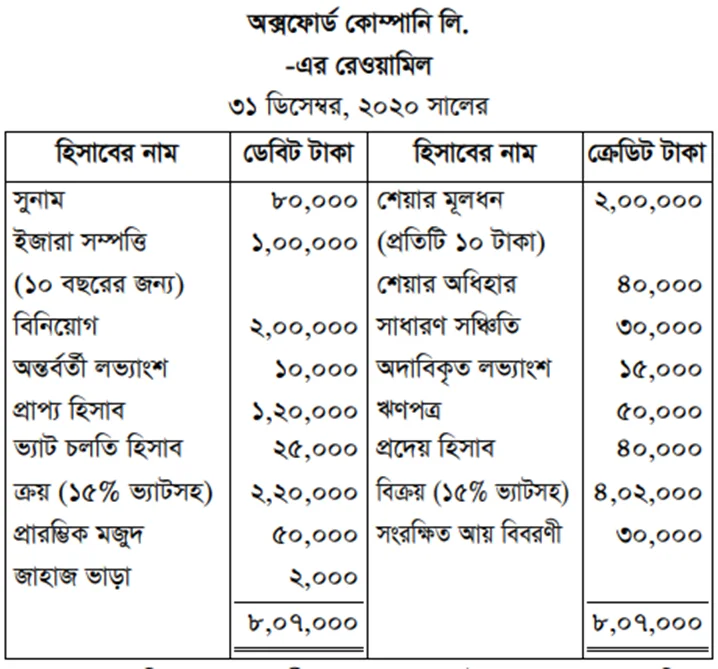 অক্সফোর্ড কোম্পানি লি.
-এর রেওয়ামিল
৩১ ডিসেম্বর, ২০২০ সালের
হিসাবের নাম ডেবিট টাকা হিসাবের নাম ক্রেডিট টাকা
সুনাম ৮০,০০০ শেয়ার মূলধন ২,০০,০০০
ইজারা সম্পত্তি ১,০০,০০০ (প্রতিটি ১০ টাকা)
(১০ বছরের জন্য) শেয়ার অধিহার ৪০,০০০
বিনিয়োগ ২,০০,০০০ সাধারণ সঞ্চিতি ৩০,০০০
অন্তর্বর্তী লভ্যাংশ ১০,০০০ অদাবিকৃত লভ্যাংশ ১৫,০০০
প্রাপ্য হিসাব ১,২০,০০০ ঋণপত্র ৫০,০০০
ভ্যাট চলতি হিসাব ২৫,০০০ প্রদেয় হিসাব ৪০,০০০
ক্রয় (১৫% ভ্যাটসহ) ২,২০,০০০ বিক্রয় (১৫% ভ্যাটসহ) ৪,০২,০০০
প্রারম্ভিক মজুদ ৫০,০০০ সংরক্ষিত আয় বিবরণী ৩০,০০০
জাহাজ ভাড়া ২,০০০
৮,০৭,০০০ ৮,০৭,০০০